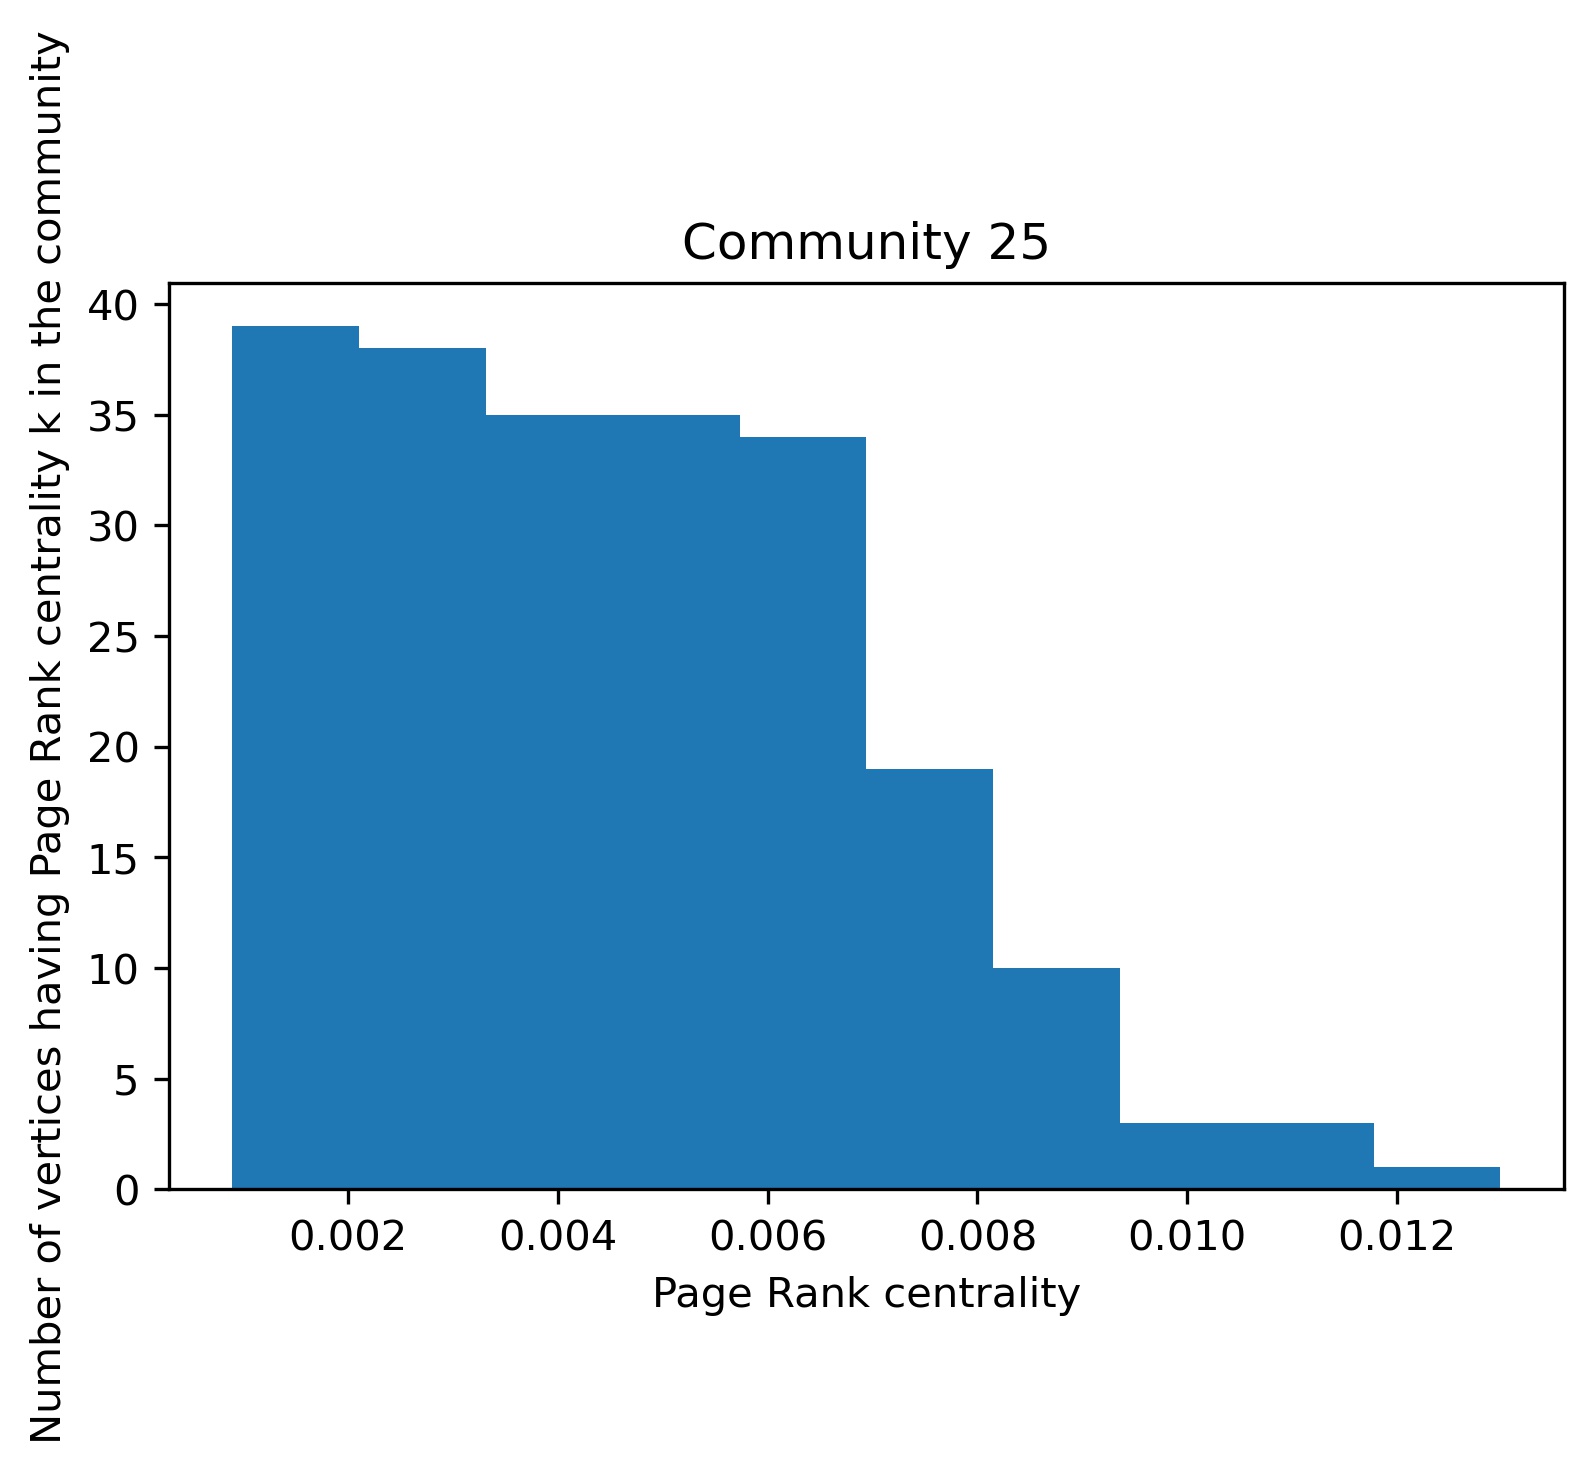 Community 25
Number of vertices having Page Rank centrality k in the community
40
35
30
25
20
15
10
5
0
0.002 0.004 0.006 0.008 0.010 0.012
Page Rank centrality